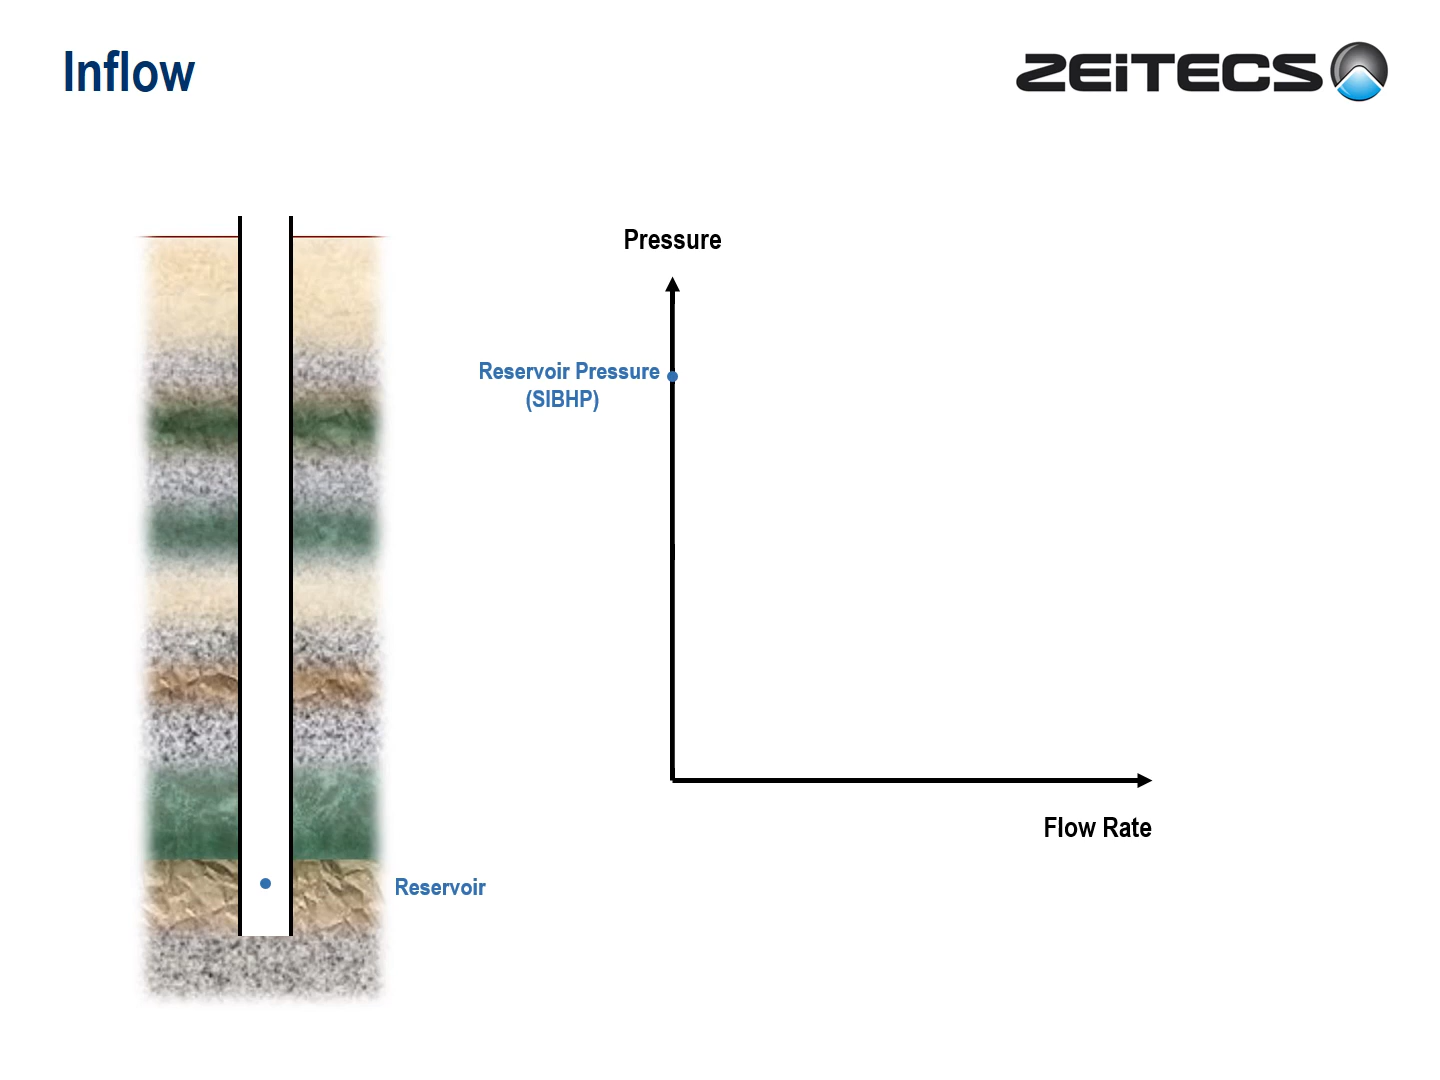 Inflow
ZEiTECS
Pressure
Reservoir Pressure
(SIBHP)
Flow Rate
Reservoir